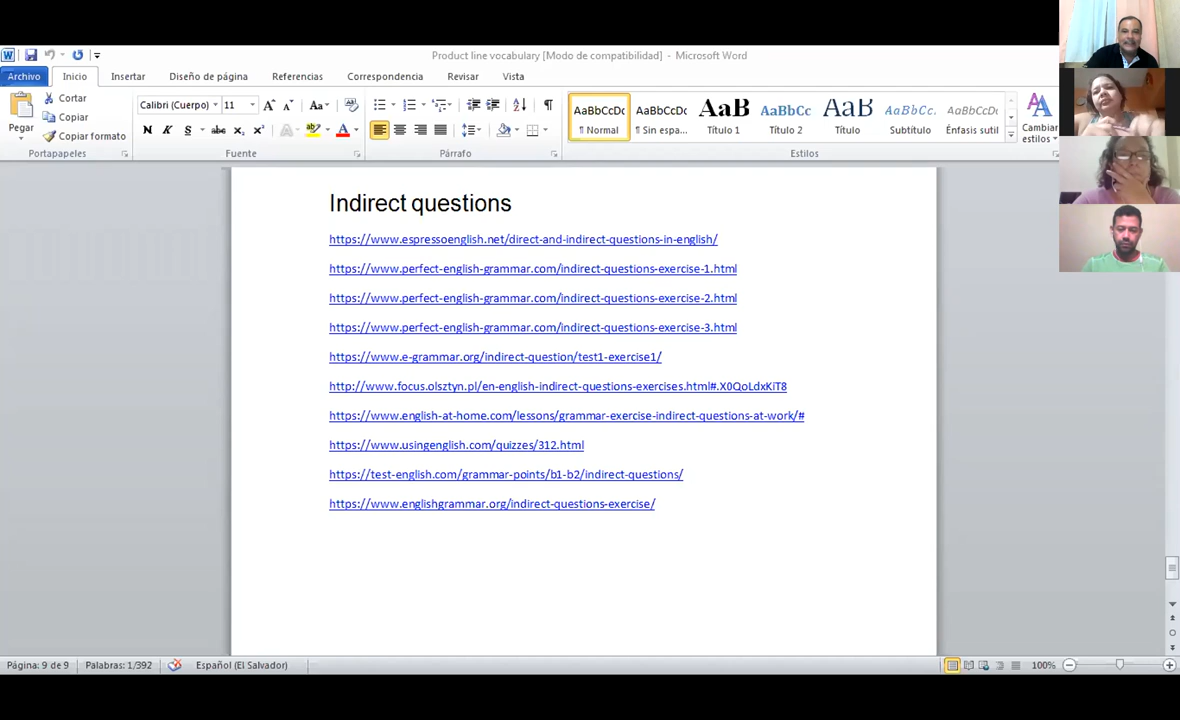 Product line vocabulary [Modo de compatibilidad] - Microsoft Word
Archivo Inicio Insertar Diseño de página Referencias Correspondencia Revisar Vista
Pegar
Cortar
Copiar
Copiar formato
Portapapeles
Calibri (Cuerpo) 11
Fuente
Párrafo
AaBbCcDc AaBbCcDc AaB AaBbCc AaB AaBbCc. AaBbCcDc
¶ Normal ¶ Sin espa... Título 1 Título 2 Título Subtítulo Énfasis sutil
Cambiar estilos
Estilos
Indirect questions
https://www.espressoenglish.net/direct-and-indirect-questions-in-english/
https://www.perfect-english-grammar.com/indirect-questions-exercise-1.html
https://www.perfect-english-grammar.com/indirect-questions-exercise-2.html
https://www.perfect-english-grammar.com/indirect-questions-exercise-3.html
https://www.e-grammar.org/indirect-question/test1-exercise1/
http://www.focus.olsztyn.pl/en-english-indirect-questions-exercises.html#.X0QoLdxKiT8
https://www.english-at-home.com/lessons/grammar-exercise-indirect-questions-at-work/#
https://www.usingenglish.com/quizzes/312.html
https://test-english.com/grammar-points/b1-b2/indirect-questions/
https://www.englishgrammar.org/indirect-questions-exercise/
Página: 9 de 9 Palabras: 1/392 Español (El Salvador) 100%